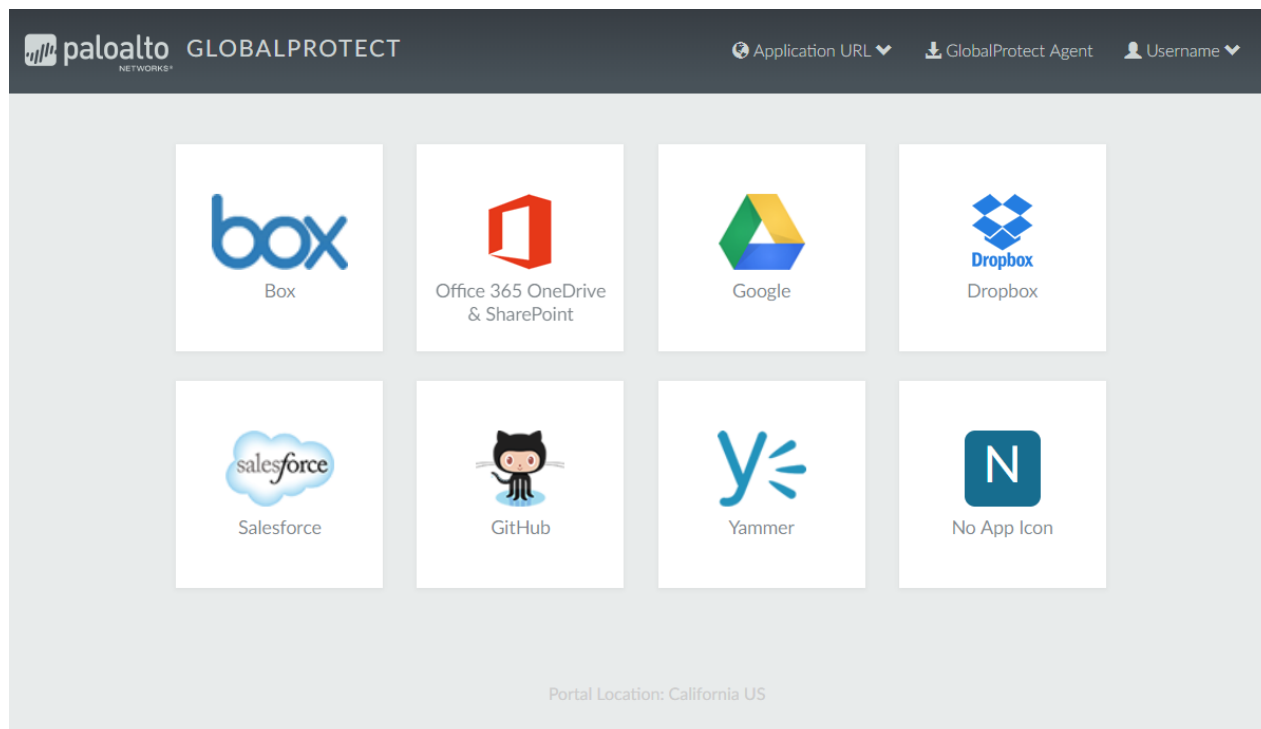 paloalto NETWORKS® GLOBALPROTECT Application URL GlobalProtect Agent Username
box
Box
Office 365 OneDrive
& SharePoint
Google
Dropbox
Dropbox
salesforce
Salesforce
GitHub
Yammer
N
No App Icon
Portal Location: California US